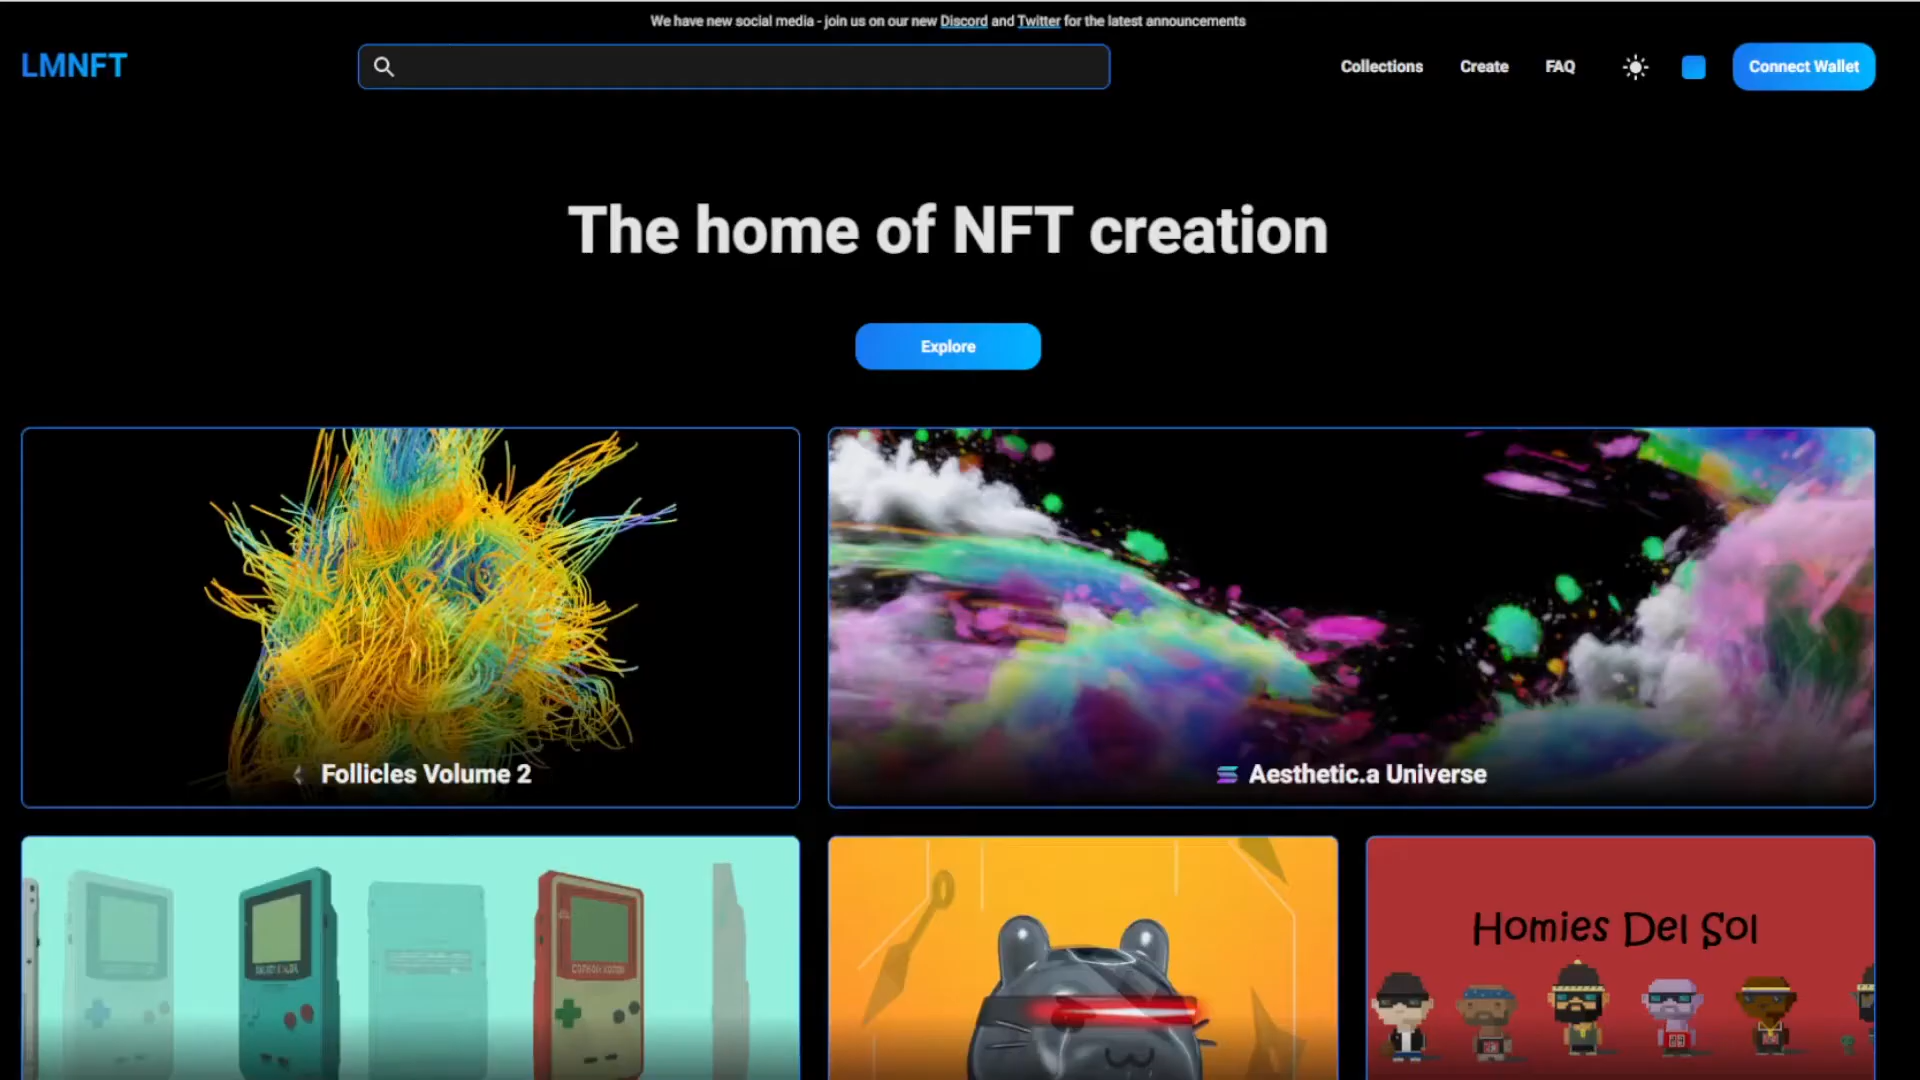 We have new social media - join us on our new Discord and Twitter for the latest announcements
LMNFT
Collections
Create
FAQ
Connect Wallet
The home of NFT creation
Explore
Follicles Volume 2
Aesthetic.a Universe
Homies Del Sol